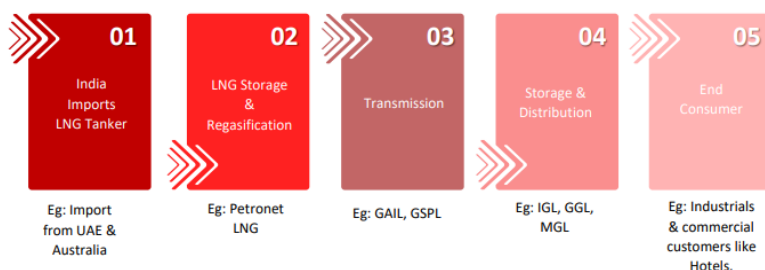 01
India
Imports
LNG Tanker
Eg: Import
from UAE &
Australia
02
LNG Storage
&
Regasification
Eg: Petronet
LNG
03
Transmission
Eg: GAIL, GSPL
04
Storage &
Distribution
Eg: IGL, GGL,
MGL
05
End
Consumer
Eg: Industrials
& commercial
customers like
Hotels.